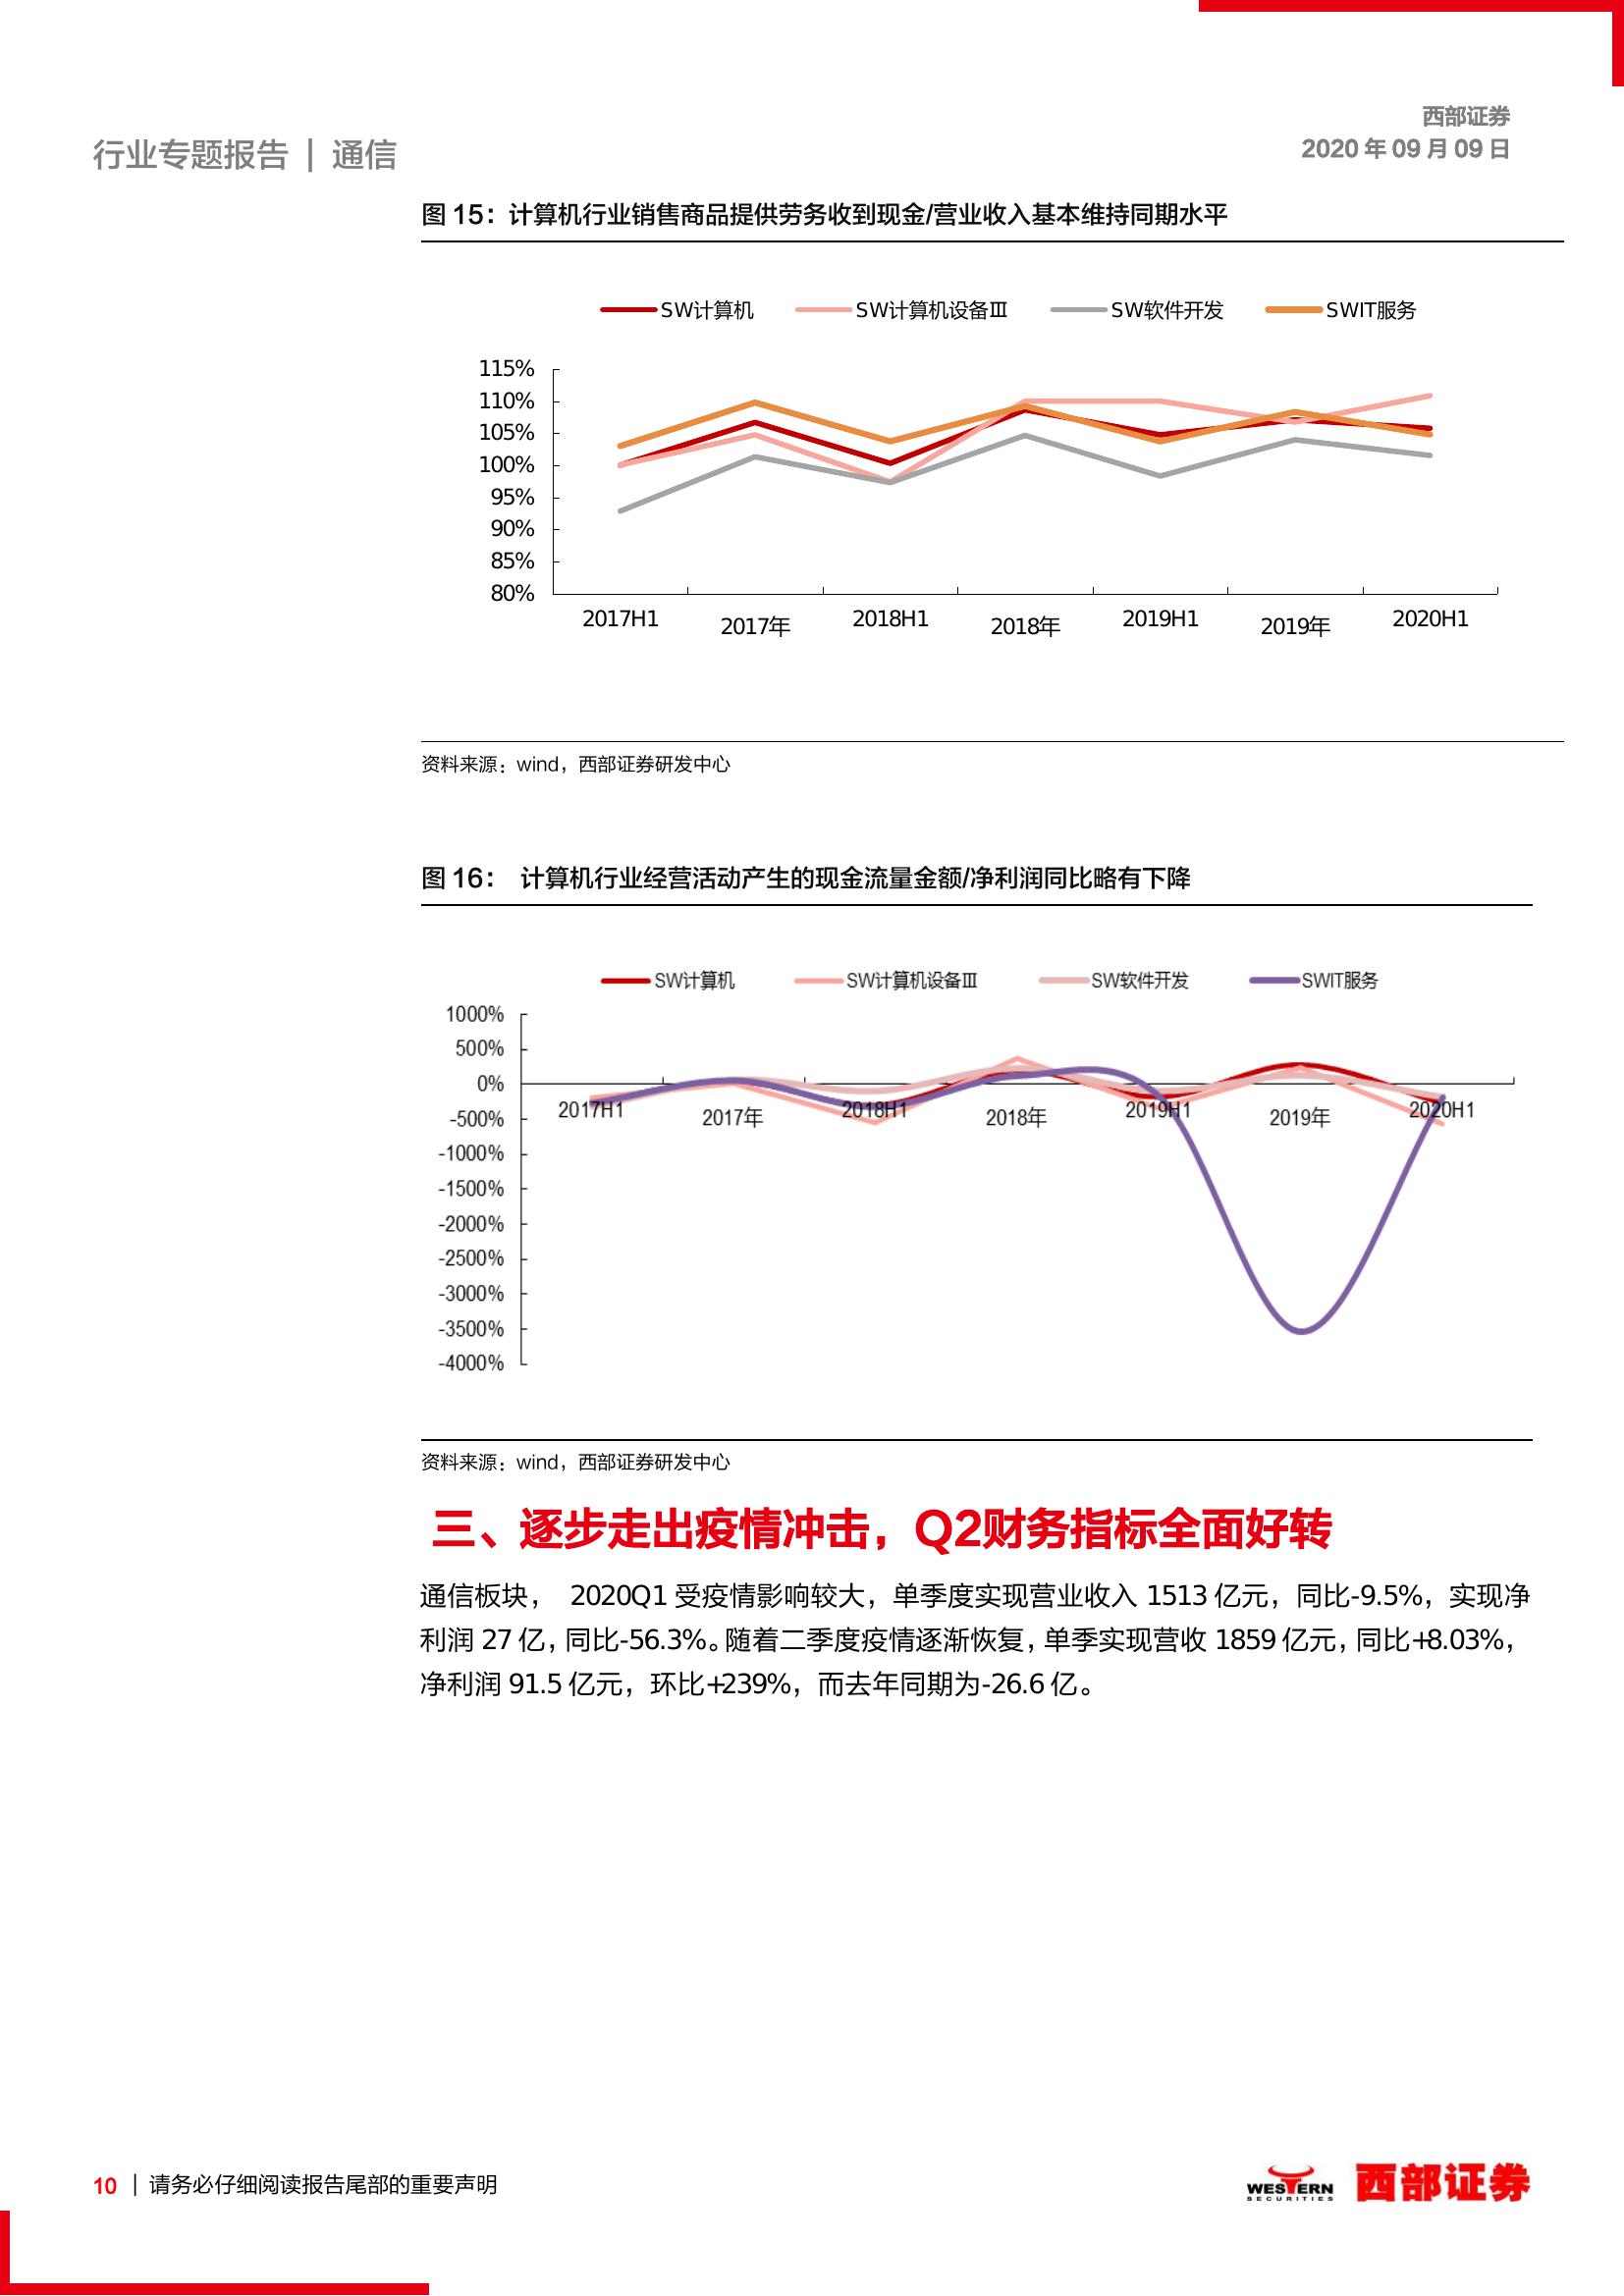 西部证券
2020 年 09 月 09 日
行业专题报告 | 通信
图 15：计算机行业销售商品提供劳务收到现金/营业收入基本维持同期水平
SW计算机 SW计算机设备Ⅲ SW软件开发 SWIT服务
115%
110%
105%
100%
95%
90%
85%
80%
2017H1 2017年 2018H1 2018年 2019H1 2019年 2020H1
资料来源：wind，西部证券研发中心
图 16： 计算机行业经营活动产生的现金流量金额/净利润同比略有下降
SW计算机 SW计算机设备Ⅲ SW软件开发 SWIT服务
1000%
500%
0%
-500%
-1000%
-1500%
-2000%
-2500%
-3000%
-3500%
-4000%
2017H1 2017年 2018H1 2018年 2019H1 2019年 2020H1
资料来源：wind，西部证券研发中心
三、逐步走出疫情冲击，Q2财务指标全面好转
通信板块， 2020Q1 受疫情影响较大，单季度实现营业收入 1513 亿元，同比-9.5%，实现净
利润 27 亿，同比-56.3%。随着二季度疫情逐渐恢复，单季实现营收 1859 亿元，同比+8.03%，
净利润 91.5 亿元，环比+239%，而去年同期为-26.6 亿。
10 | 请务必仔细阅读报告尾部的重要声明
WESTERN
SECURITIES
西部证券